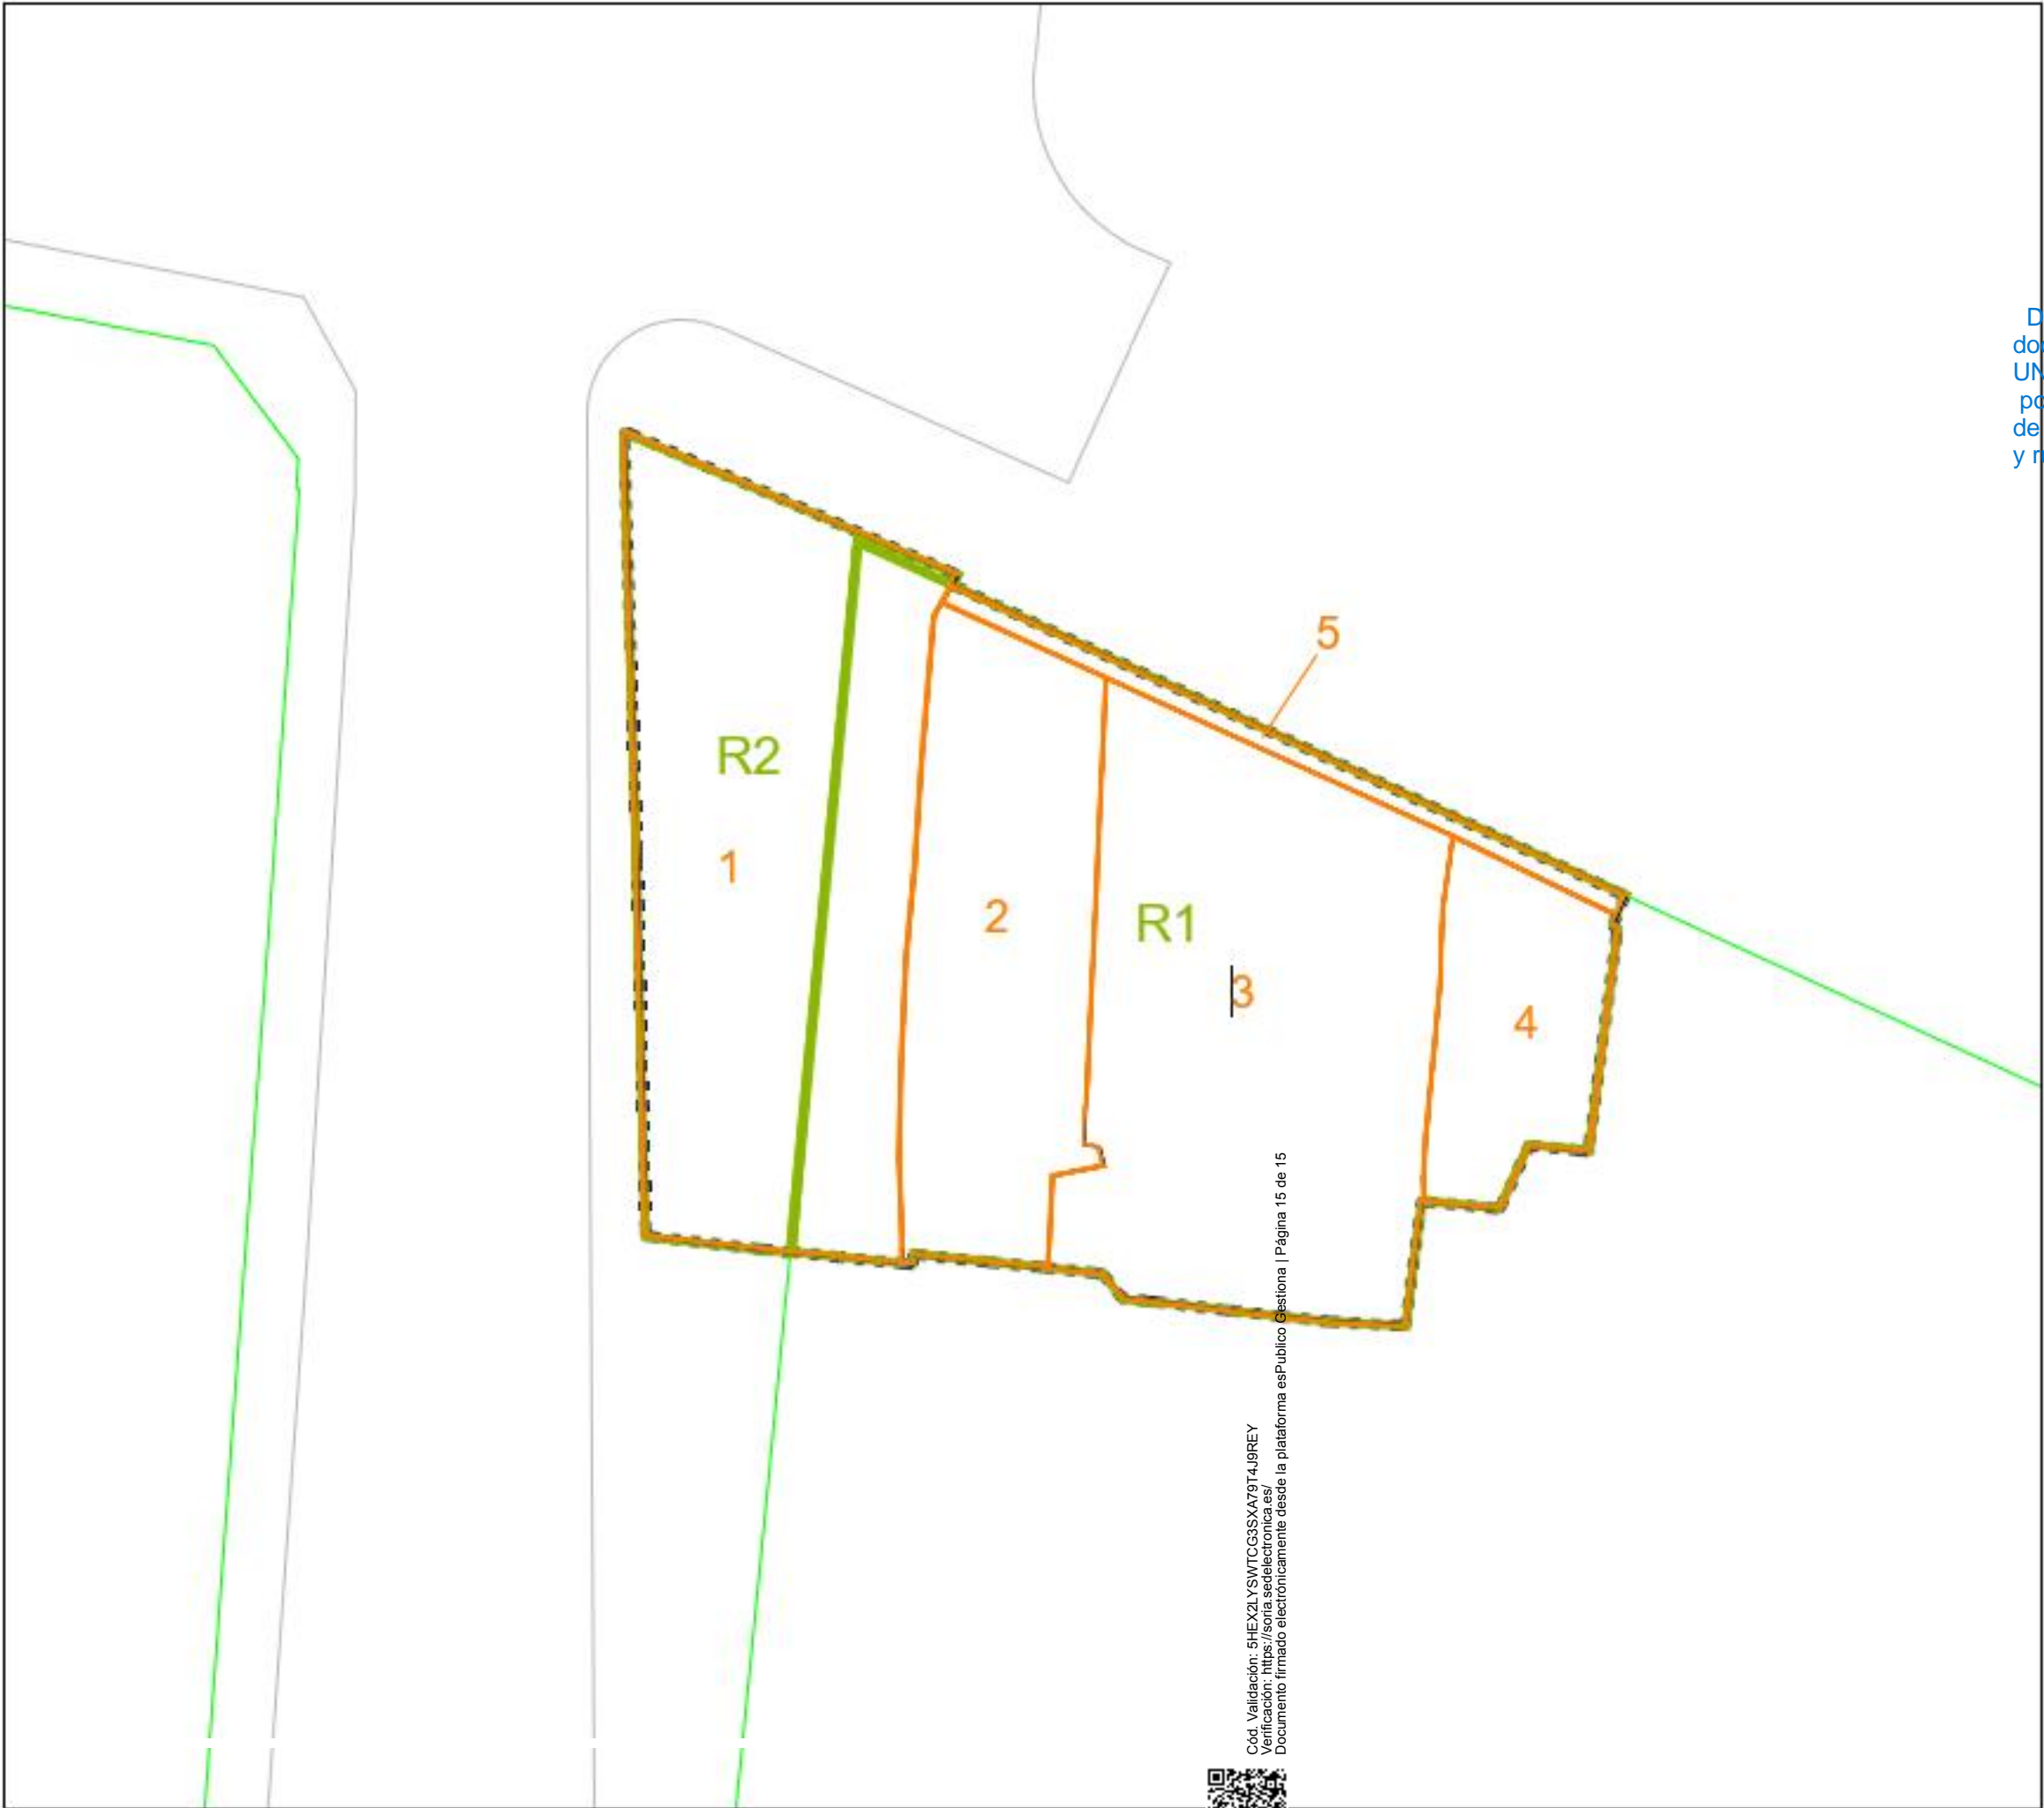 5
R2
1
2
R1
3
4
Cód. Validación: 5HEX2LYSWTCG3SXA79T4J9REY
Verificación: https://soria.sedelectronica.es/
Documento firmado electrónicamente desde la plataforma esPublico Gestiona | Página 15 de 15